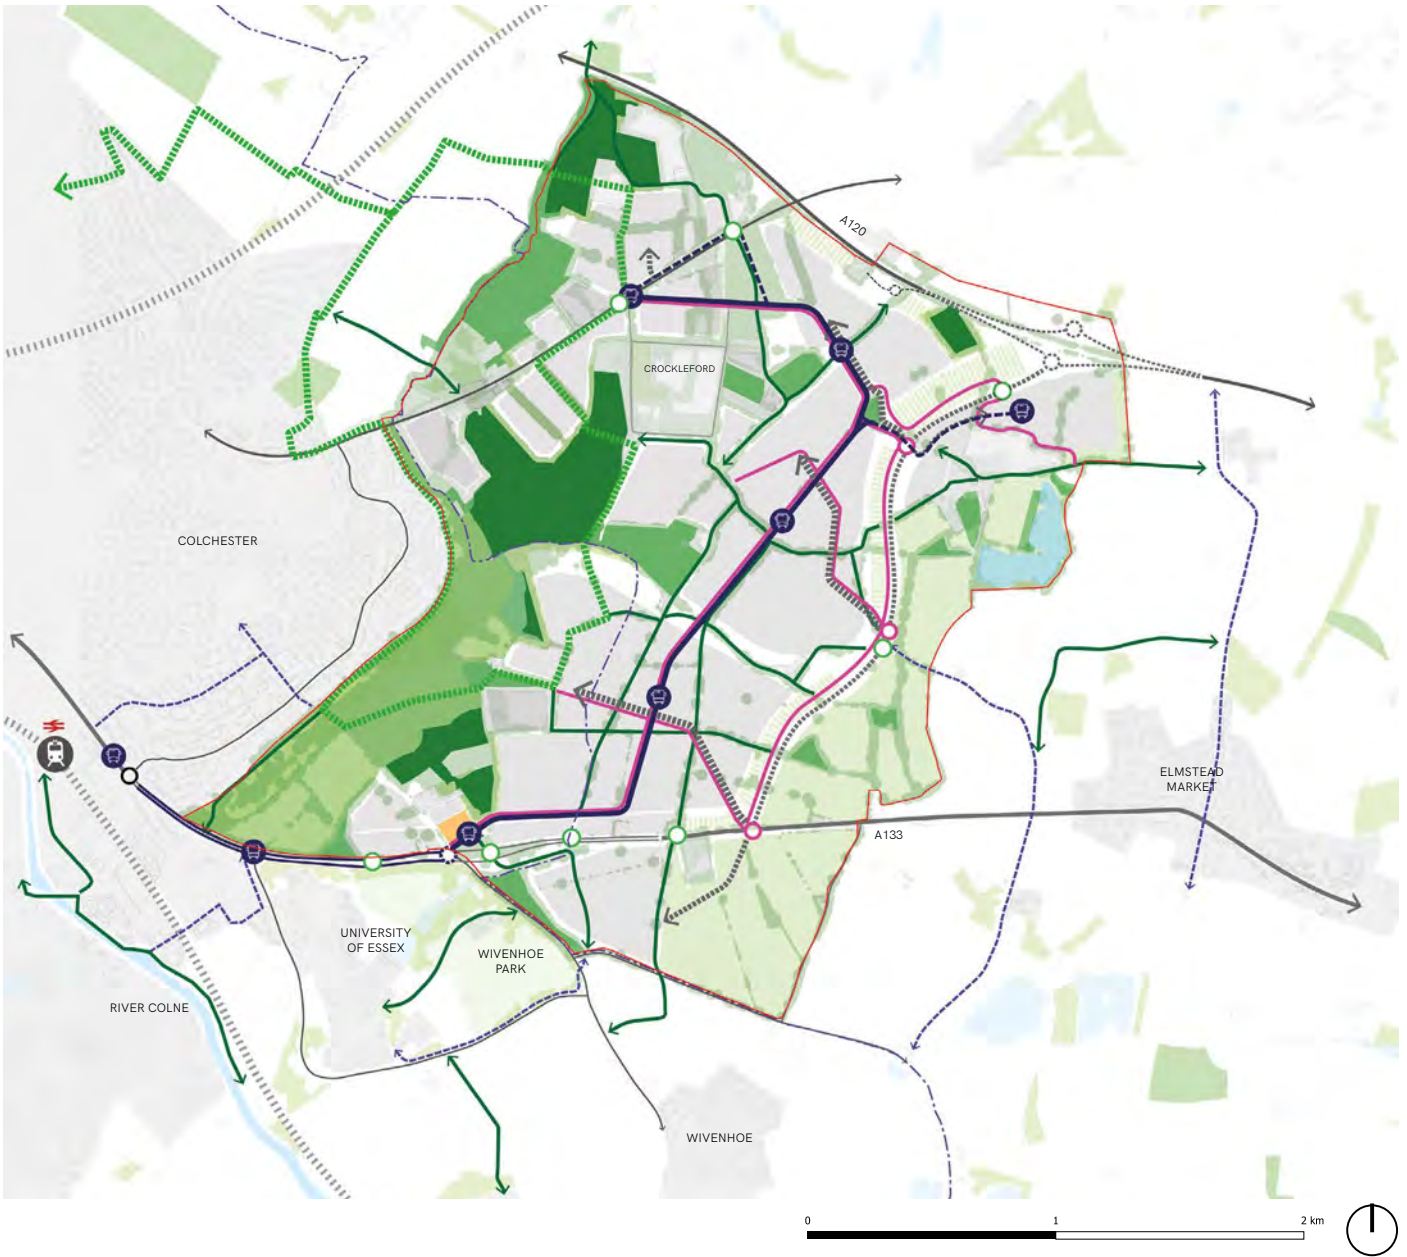 A120
CROCKLEFORD
COLCHESTER
ELMSTEAD
MARKET
A133
UNIVERSITY
OF ESSEX
WIVENHOE
PARK
RIVER COLNE
WIVENHOE
0
1
2 km